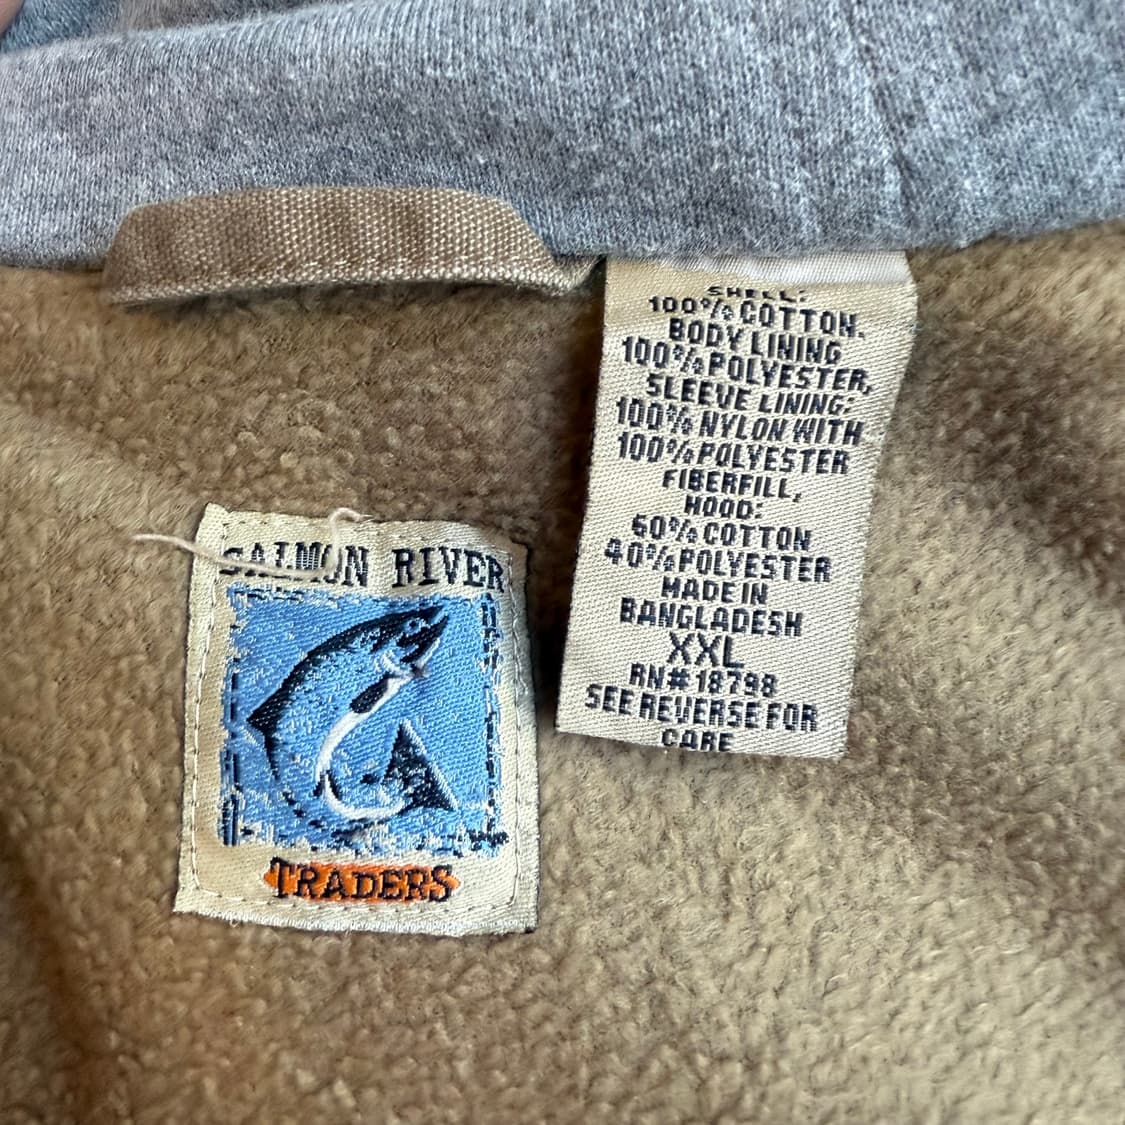 SALMON RIVER
TRADERS
SHELL:
100% COTTON.
BODY LINING
100% POLYESTER,
SLEEVE LINING:
100% NYLON WITH
100% POLYESTER
FIBERFILL,
HOOD:
60% COTTON
40% POLYESTER
MADE IN
BANGLADESH
XXL
RN# 18798
SEE REVERSE FOR
CARE